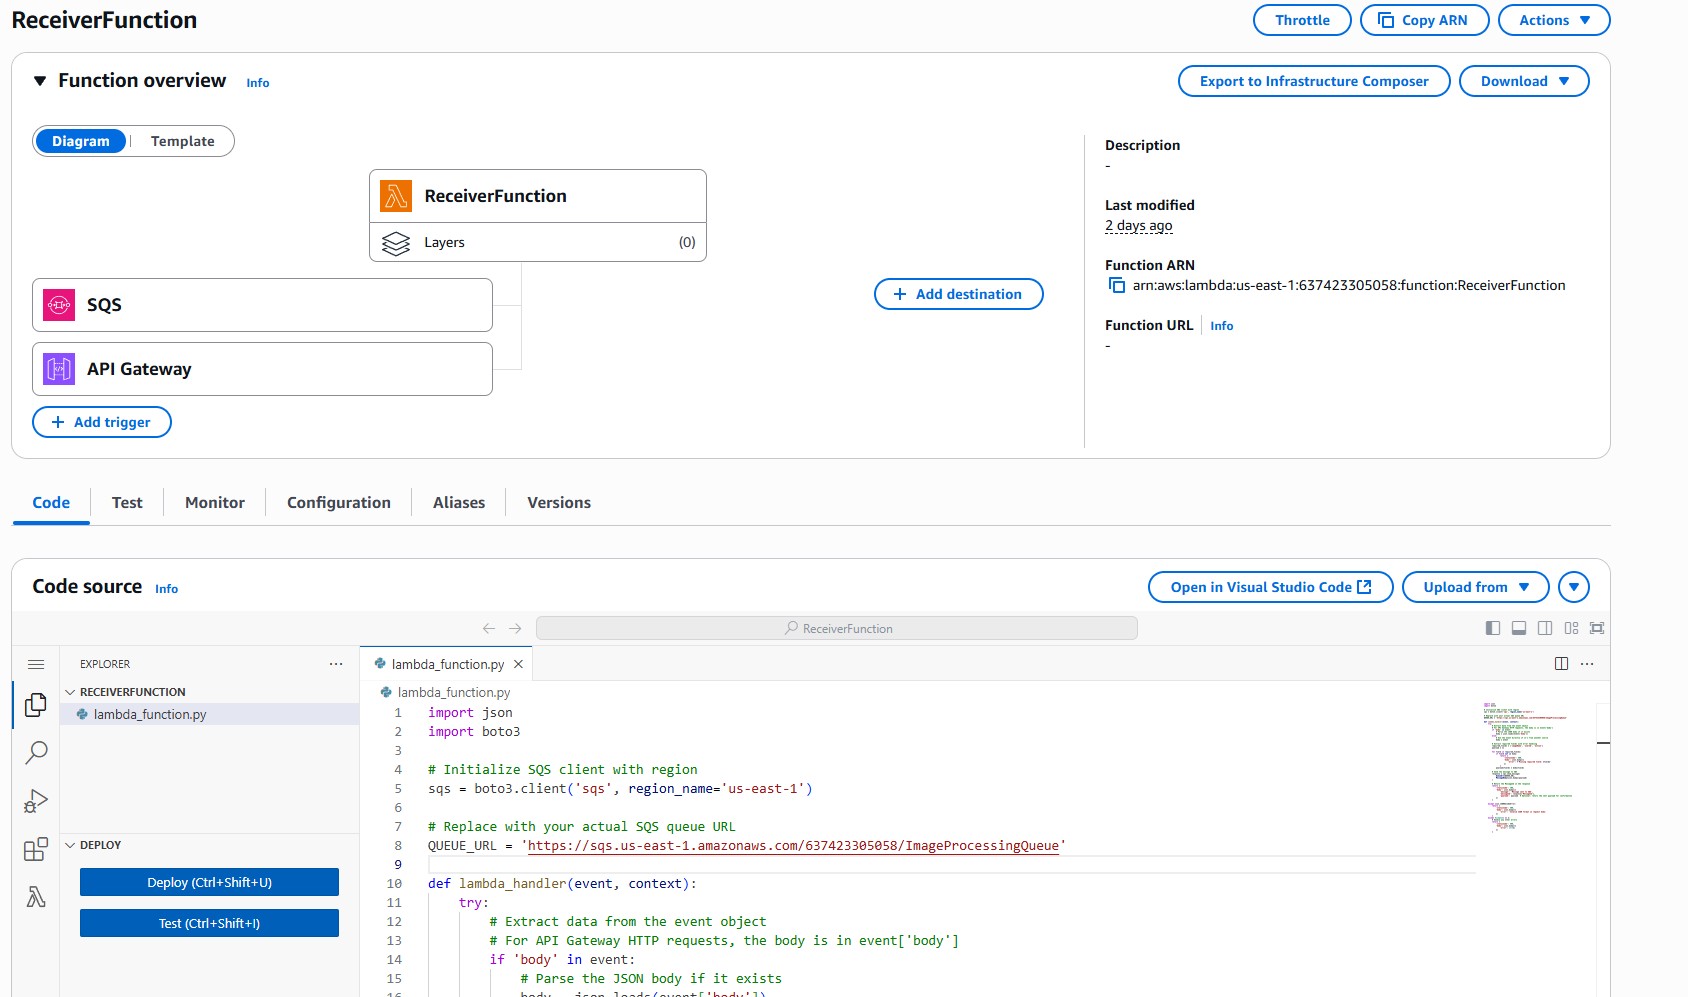 ReceiverFunction
Throttle
Copy ARN
Actions
Function overview
Info
Export to Infrastructure Composer
Download
Diagram
Template
ReceiverFunction
Layers
(0)
SQS
API Gateway
Add trigger
Add destination
Description
-
Last modified
2 days ago
Function ARN
arn:aws:lambda:us-east-1:637423305058:function:ReceiverFunction
Function URL
Info
-
Code
Test
Monitor
Configuration
Aliases
Versions
Code source
Info
Open in Visual Studio Code
Upload from
ReceiverFunction
EXPLORER
RECEIVERFUNCTION
lambda_function.py
DEPLOY
Deploy (Ctrl+Shift+U)
Test (Ctrl+Shift+I)
lambda_function.py
lambda_function.py
1 import json
2 import boto3
3
4 # Initialize SQS client with region
5 sqs = boto3.client('sqs', region_name='us-east-1')
6
7 # Replace with your actual SQS queue URL
8 QUEUE_URL = 'https://sqs.us-east-1.amazonaws.com/637423305058/ImageProcessingQueue'
9
10 def lambda_handler(event, context):
11 try:
12 # Extract data from the event object
13 # For API Gateway HTTP requests, the body is in event['body']
14 if 'body' in event:
15 # Parse the JSON body if it exists
16 body = json.loads(event['body'])